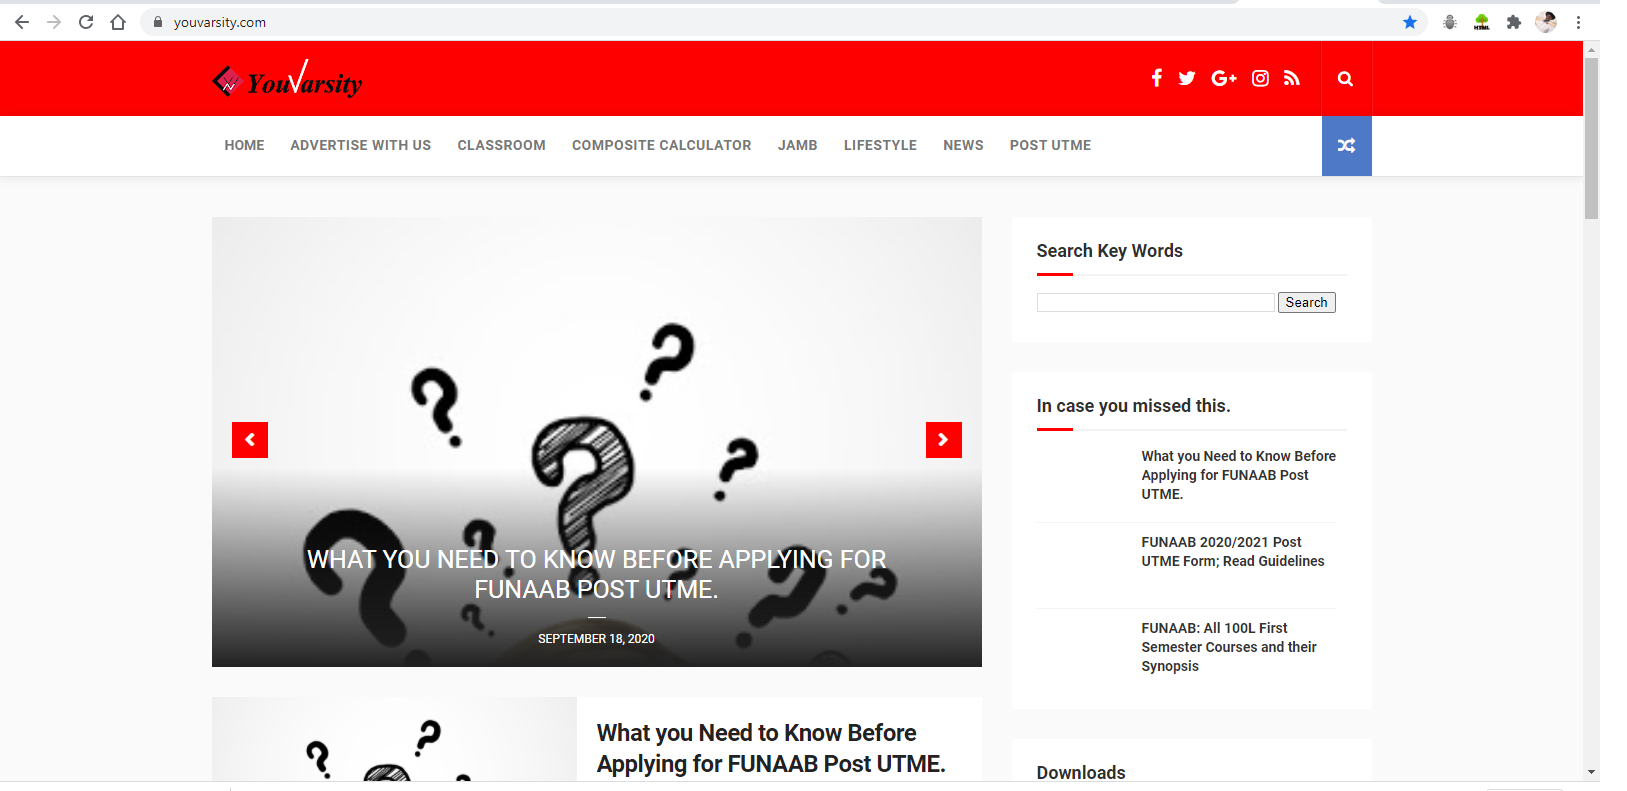 youvarsity.com
YouVarsity
HOME ADVERTISE WITH US CLASSROOM COMPOSITE CALCULATOR JAMB LIFESTYLE NEWS POST UTME
WHAT YOU NEED TO KNOW BEFORE APPLYING FOR
FUNAAB POST UTME.
SEPTEMBER 18, 2020
What you Need to Know Before
Applying for FUNAAB Post UTME.
Search Key Words
Search
In case you missed this.
What you Need to Know Before
Applying for FUNAAB Post
UTME.
FUNAAB 2020/2021 Post
UTME Form; Read Guidelines
FUNAAB: All 100L First
Semester Courses and their
Synopsis
Downloads